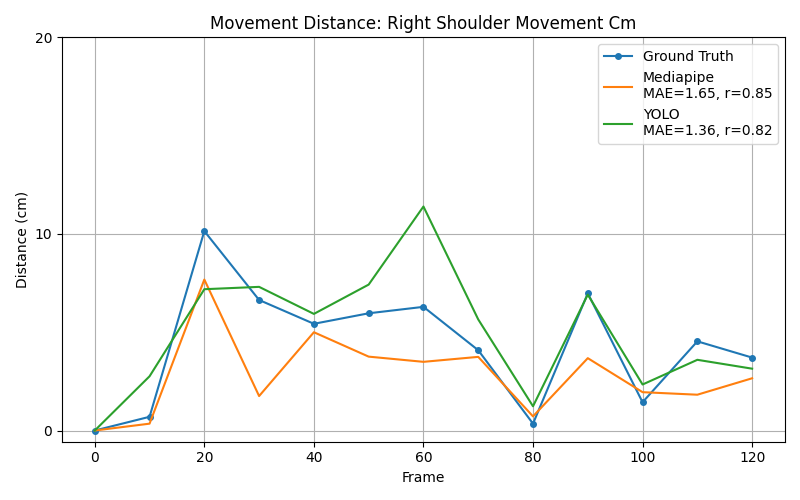 Movement Distance: Right Shoulder Movement Cm
Ground Truth
Mediapipe
MAE=1.65, r=0.85
YOLO
MAE=1.36, r=0.82
Distance (cm)
20
10
0
0 20 40 60 80 100 120
Frame